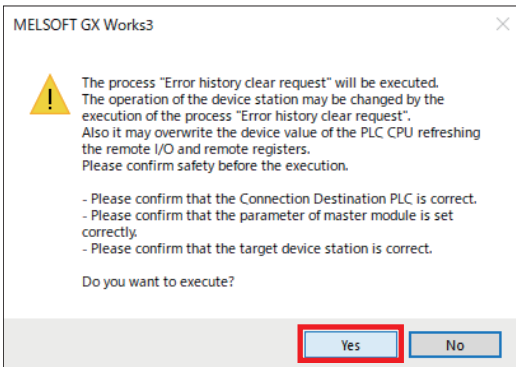 MELSOFT GX Works3
The process "Error history clear request" will be executed.
The operation of the device station may be changed by the
execution of the process "Error history clear request".
Also it may overwrite the device value of the PLC CPU refreshing
the remote I/O and remote registers.
Please confirm safety before the execution.
- Please confirm that the Connection Destination PLC is correct.
- Please confirm that the parameter of master module is set
correctly.
- Please confirm that the target device station is correct.
Do you want to execute?
Yes No